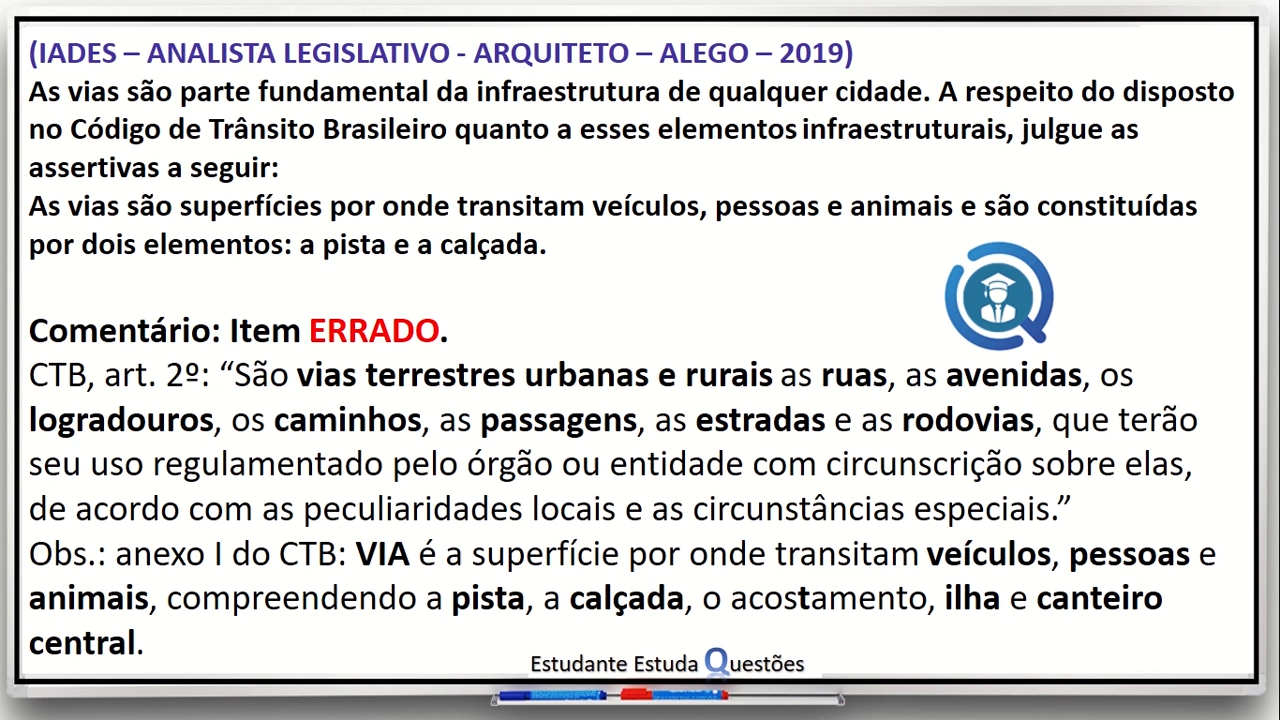 (IADES – ANALISTA LEGISLATIVO - ARQUITETO – ALEGO – 2019)
As vias são parte fundamental da infraestrutura de qualquer cidade. A respeito do disposto
no Código de Trânsito Brasileiro quanto a esses elementos infraestruturais, julgue as
assertivas a seguir:
As vias são superfícies por onde transitam veículos, pessoas e animais e são constituídas
por dois elementos: a pista e a calçada.
Comentário: Item ERRADO.
CTB, art. 2º: “São vias terrestres urbanas e rurais as ruas, as avenidas, os
logradouros, os caminhos, as passagens, as estradas e as rodovias, que terão
seu uso regulamentado pelo órgão ou entidade com circunscrição sobre elas,
de acordo com as peculiaridades locais e as circunstâncias especiais.”
Obs.: anexo I do CTB: VIA é a superfície por onde transitam veículos, pessoas e
animais, compreendendo a pista, a calçada, o acostamento, ilha e canteiro
central.
Estudante Estuda Questões